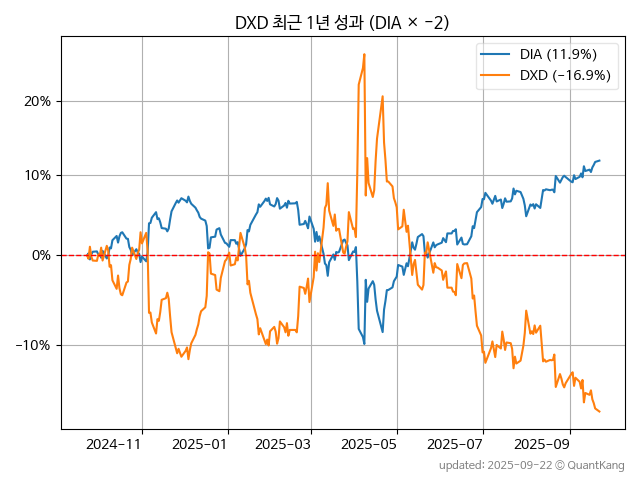 DXD 최근 1년 성과 (DIA × -2)
DIA (11.9%)
DXD (-16.9%)
20%
10%
0%
-10%
2024-11
2025-01
2025-03
2025-05
2025-07
2025-09
updated: 2025-09-22 © QuantKang